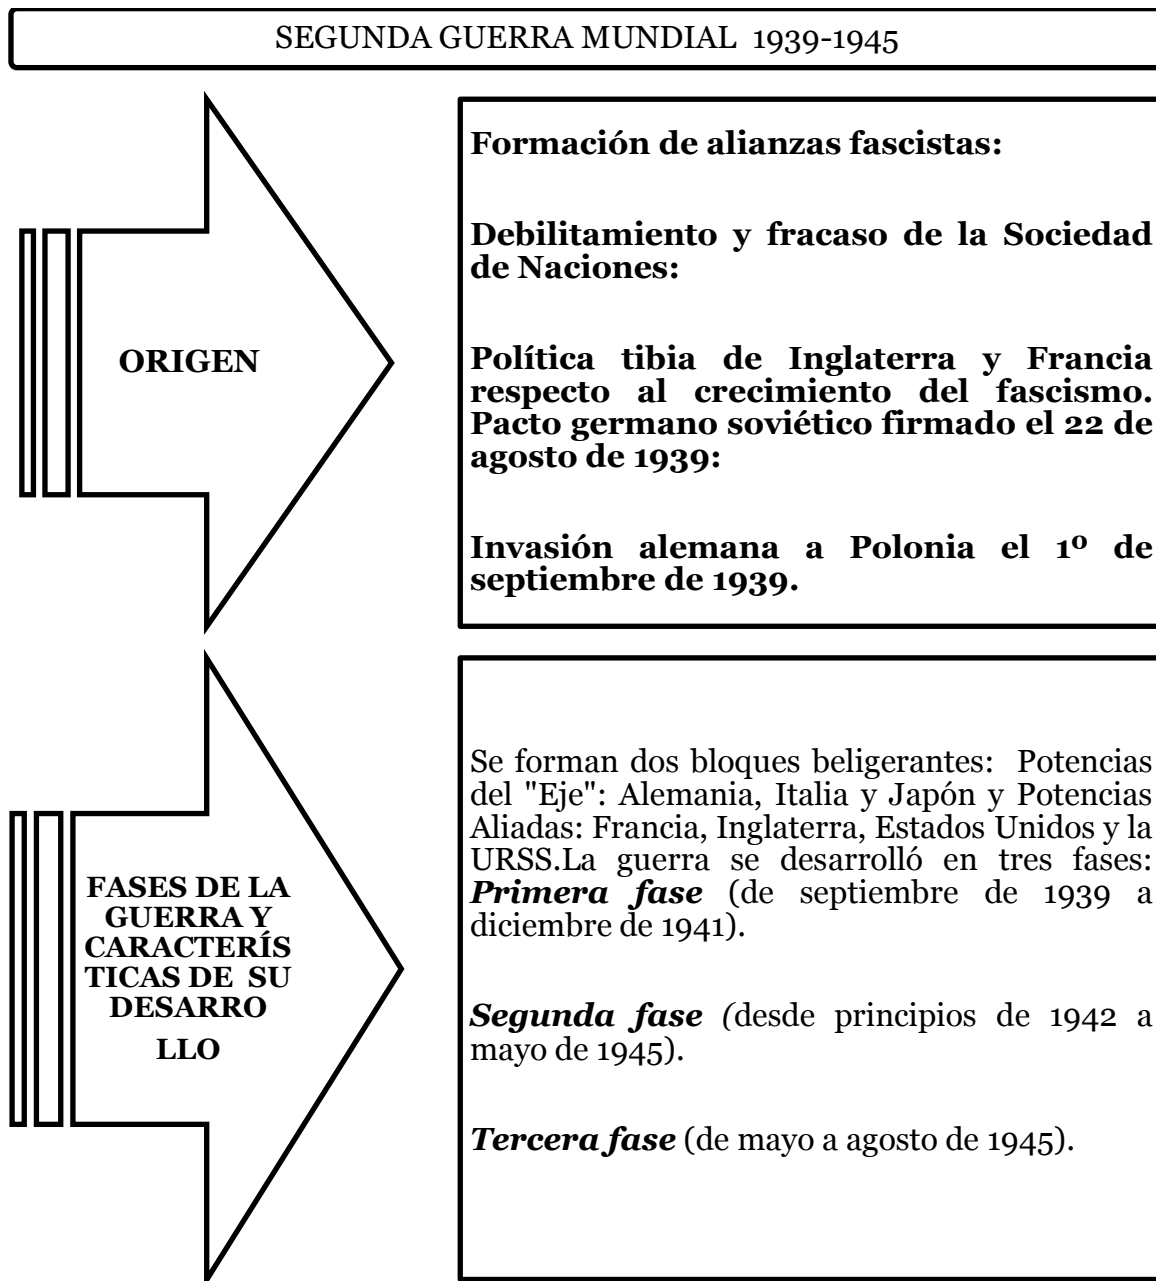 SEGUNDA GUERRA MUNDIAL 1939-1945
ORIGEN
Formación de alianzas fascistas:
Debilitamiento y fracaso de la Sociedad
de Naciones:
Política tibia de Inglaterra y Francia
respecto al crecimiento del fascismo.
Pacto germano soviético firmado el 22 de
agosto de 1939:
Invasión alemana a Polonia el 1º de
septiembre de 1939.
FASES DE LA
GUERRA Y
CARACTERÍS
TICAS DE SU
DESARRO
LLO
Se forman dos bloques beligerantes: Potencias
del "Eje": Alemania, Italia y Japón y Potencias
Aliadas: Francia, Inglaterra, Estados Unidos y la
URSS.La guerra se desarrolló en tres fases:
Primera fase (de septiembre de 1939 a
diciembre de 1941).
Segunda fase (desde principios de 1942 a
mayo de 1945).
Tercera fase (de mayo a agosto de 1945).